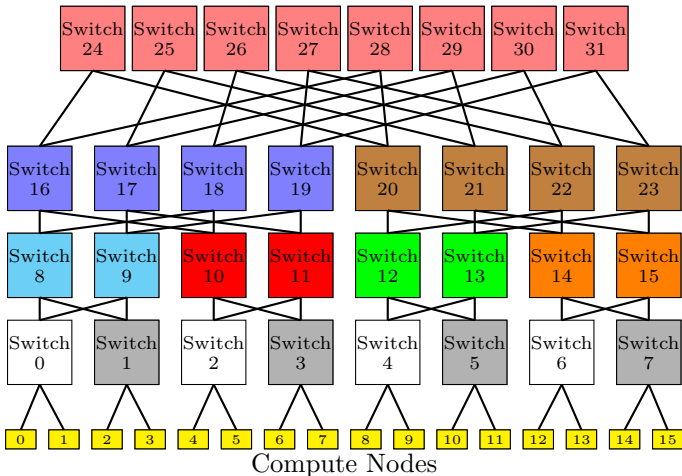 Switch 24 Switch 25 Switch 26 Switch 27 Switch 28 Switch 29 Switch 30 Switch 31
Switch 16 Switch 17 Switch 18 Switch 19 Switch 20 Switch 21 Switch 22 Switch 23
Switch 8 Switch 9 Switch 10 Switch 11 Switch 12 Switch 13 Switch 14 Switch 15
Switch 0 Switch 1 Switch 2 Switch 3 Switch 4 Switch 5 Switch 6 Switch 7
0 1 2 3 4 5 6 7 8 9 10 11 12 13 14 15
Compute Nodes